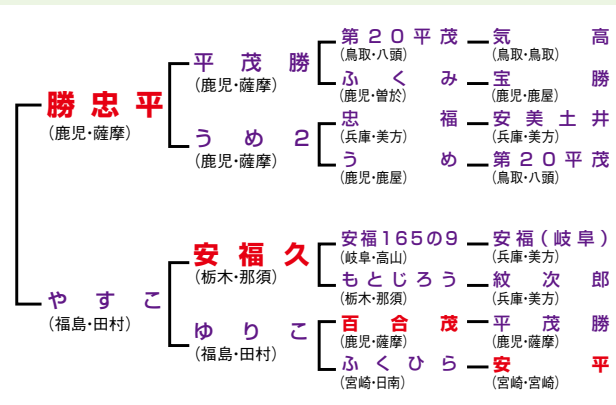 勝忠平
(鹿児・薩摩)
平茂勝
(鹿児・薩摩)
第20平茂
(鳥取・八頭)
気高
(鳥取・鳥取)
ふくみ
(鹿児・曽於)
宝勝
(鹿児・鹿屋)
うめ2
(鹿児・薩摩)
忠福
(兵庫・美方)
安美土井
(兵庫・美方)
うめ
(鹿児・鹿屋)
第20平茂
(鳥取・八頭)
やすこ
(福島・田村)
安福久
(栃木・那須)
安福165の9
(岐阜・高山)
安福(岐阜)
(兵庫・美方)
もとじろう
(栃木・那須)
紋次郎
(兵庫・美方)
ゆりこ
(福島・田村)
百合茂
(鹿児・薩摩)
平茂勝
(鹿児・薩摩)
ふくひら
(宮崎・日南)
安平
(宮崎・宮崎)